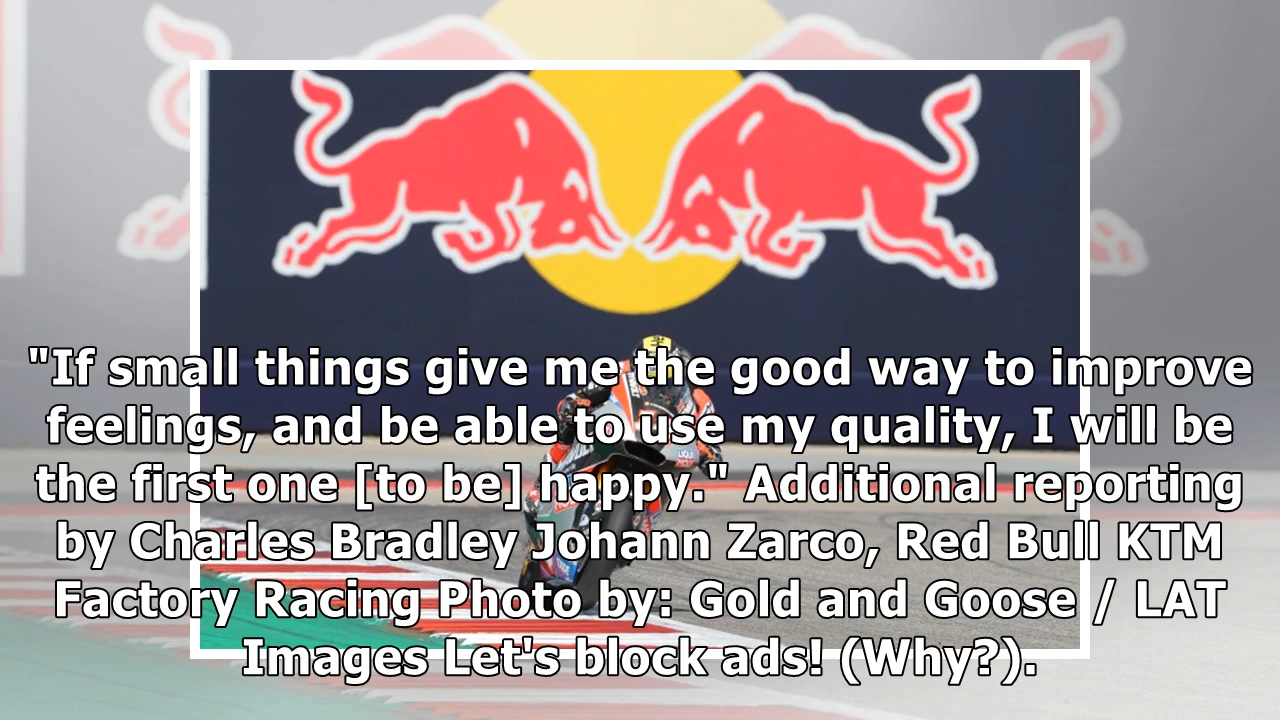 "If small things give me the good way to improve
feelings, and be able to use my quality, I will be
the first one [to be] happy." Additional reporting
by Charles Bradley Johann Zarco, Red Bull KTM
Factory Racing Photo by: Gold and Goose / LAT
Images Let's block ads! (Why?).
LIQUI
MOLY